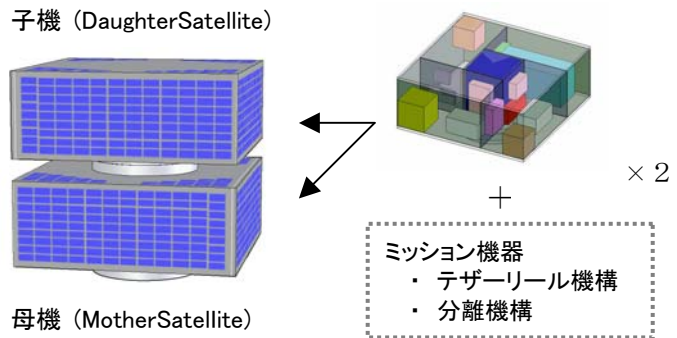 子機 (DaughterSatellite)
×２
＋
ミッション機器
・ テザーリール機構
・ 分離機構
母機 (MotherSatellite)